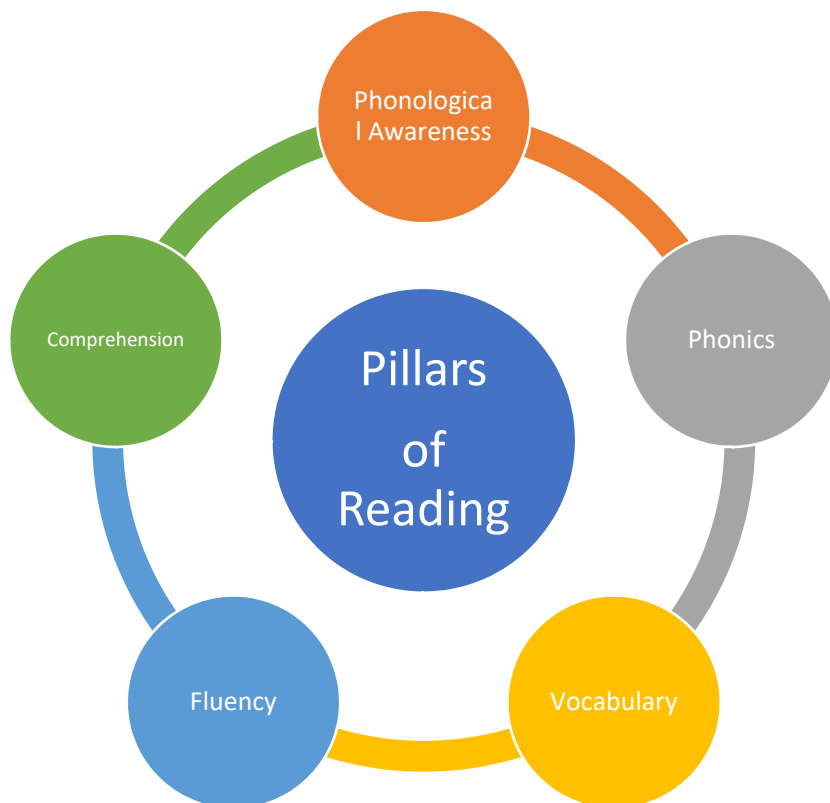 Phonologica
l Awareness
Phonics
Vocabulary
Fluency
Comprehension
Pillars
of
Reading